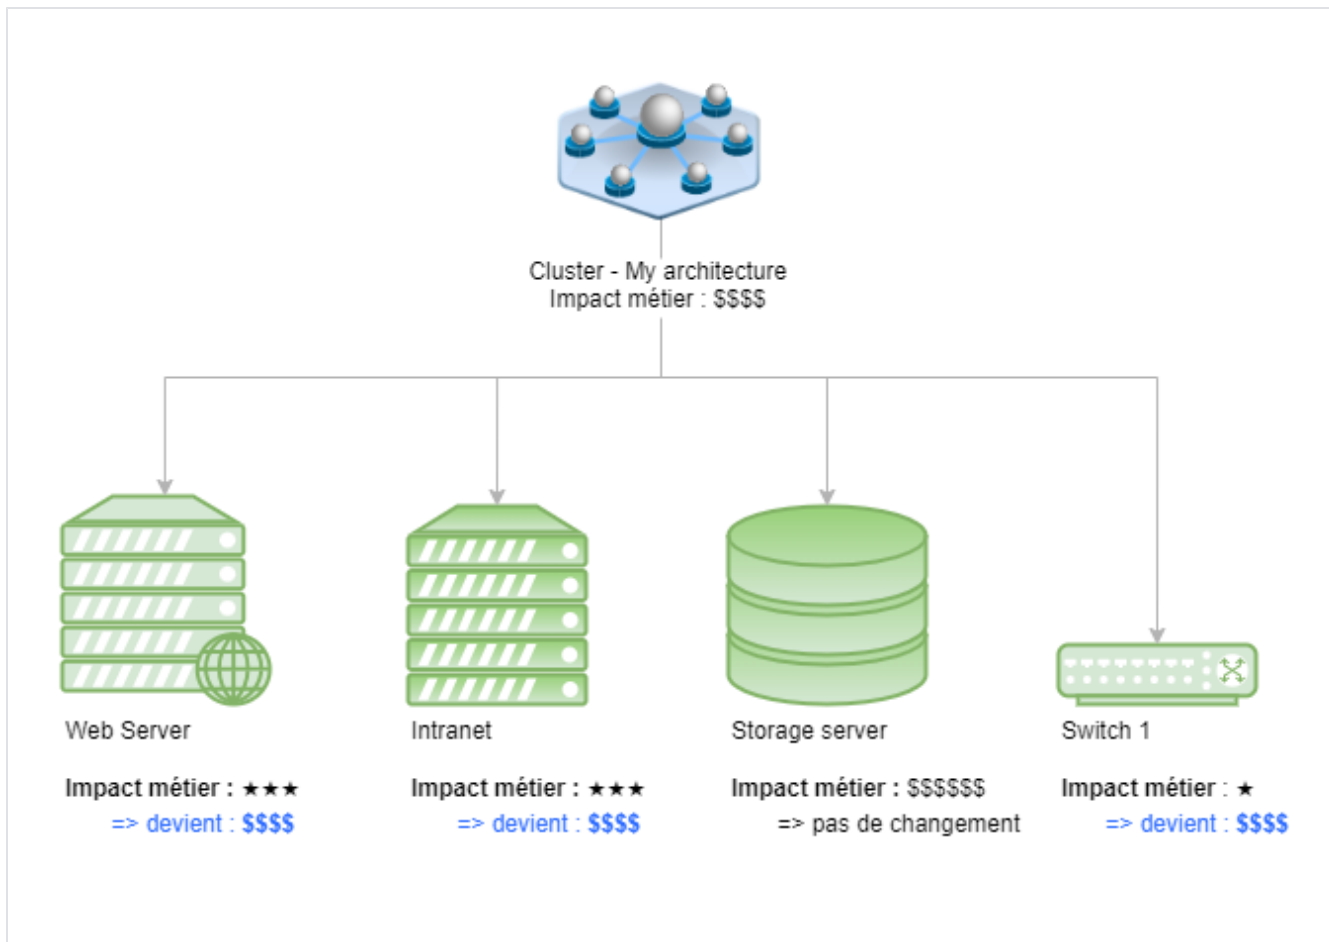 Cluster - My architecture
Impact métier : $$$$
Web Server
Impact métier : ★★★
=> devient : $$$$
Intranet
Impact métier : ★★★
=> devient : $$$$
Storage server
Impact métier : $$$$$$
=> pas de changement
Switch 1
Impact métier : ★
=> devient : $$$$